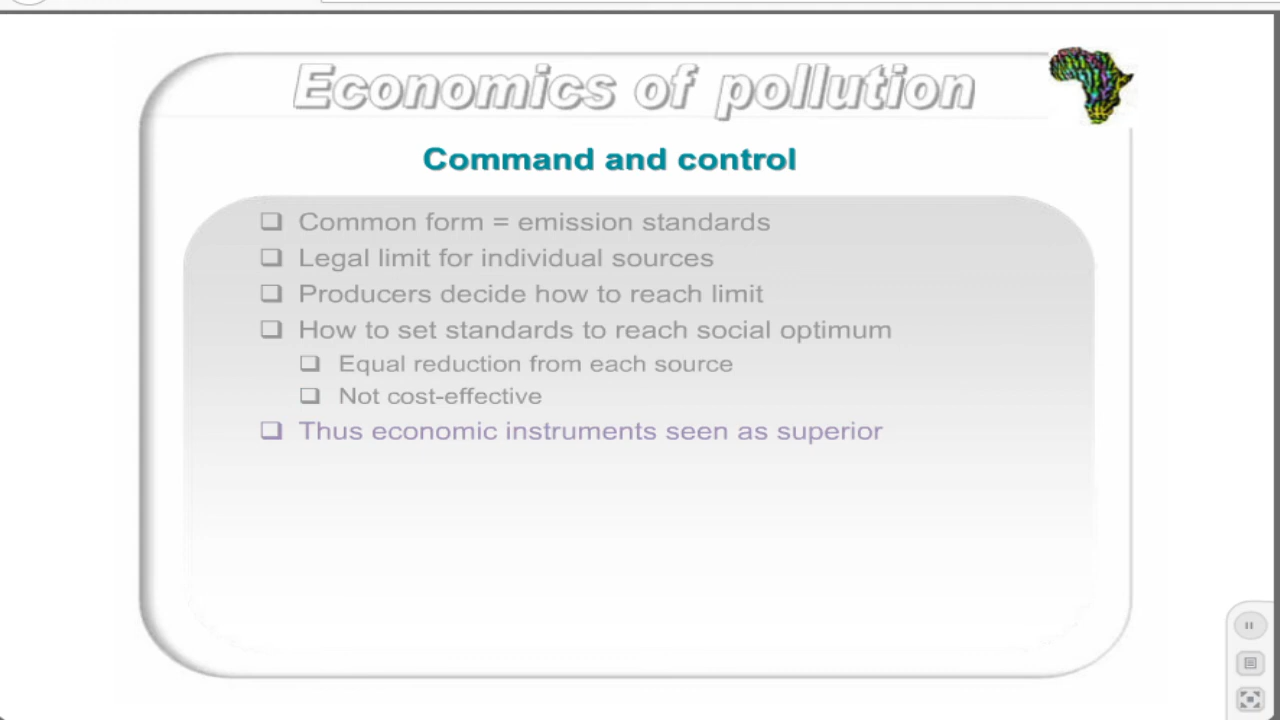 Economics of pollution
Command and control
❑ Common form = emission standards
❑ Legal limit for individual sources
❑ Producers decide how to reach limit
❑ How to set standards to reach social optimum
❑ Equal reduction from each source
❑ Not cost-effective
❑ Thus economic instruments seen as superior